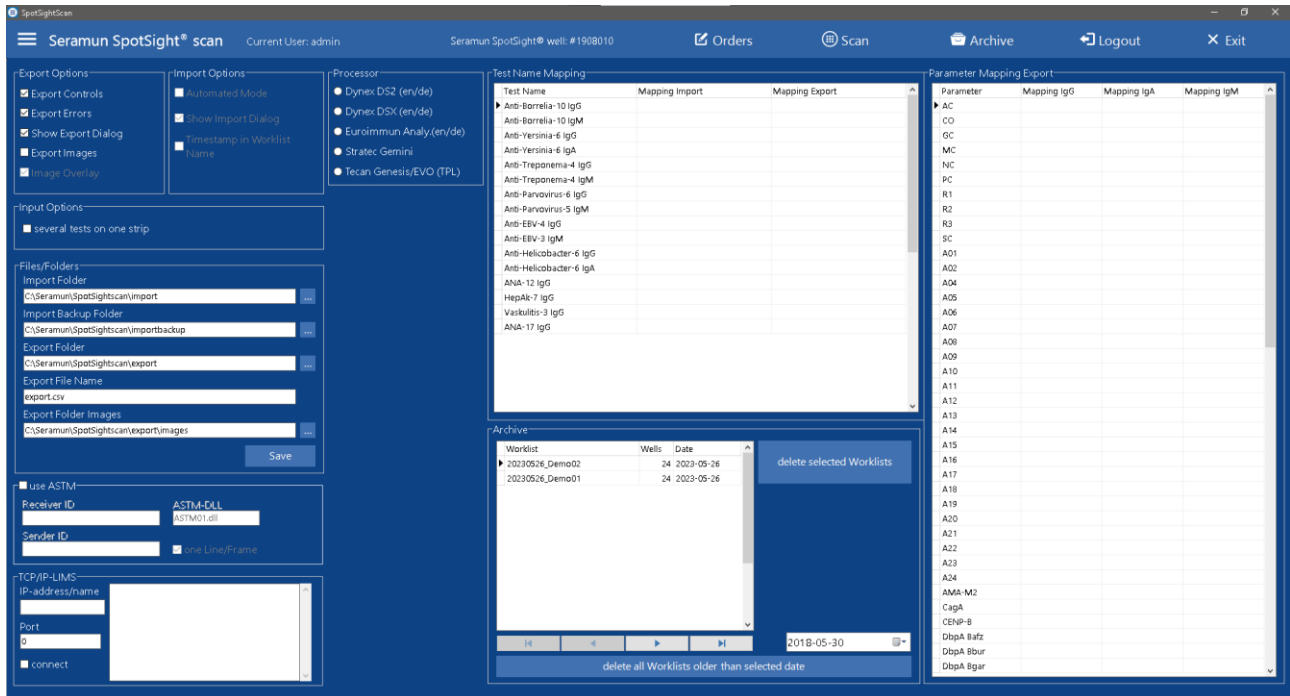 SpotSightScan
Seramun SpotSight® scan
Current User: admin
Seramun SpotSight® well: #1908010
Orders
Scan
Archive
Logout
Exit
Export Options
Export Controls
Export Errors
Show Export Dialog
Export Images
Image Overlay
Import Options
Automated Mode
Show Import Dialog
Timestamp in Worklist
Name
Processor
Dynex DS2 (en/de)
Dynex DSX (en/de)
Euroimmun Analy.(en/de)
Stratec Gemini
Tecan Genesis/EVO (TPL)
Input Options
several tests on one strip
Files/Folders
Import Folder
C:\Seramun\SpotSightscan\import
...
Import Backup Folder
C:\Seramun\SpotSightscan\importbackup
...
Export Folder
C:\Seramun\SpotSightscan\export
...
Export File Name
export.csv
Export Folder Images
C:\Seramun\SpotSightscan\export\images
...
Save
use ASTM
Receiver ID
ASTM-DLL
ASTM01.dll
Sender ID
one Line/Frame
TCP/IP-LIMS
IP-address/name
Port
0
connect
Test Name Mapping
Test Name Mapping Import Mapping Export
Anti-Borrelia-10 IgG
Anti-Borrelia-10 IgM
Anti-Yersinia-6 IgG
Anti-Yersinia-6 IgA
Anti-Treponema-4 IgG
Anti-Treponema-4 IgM
Anti-Parvovirus-6 IgG
Anti-Parvovirus-5 IgM
Anti-EBV-4 IgG
Anti-EBV-3 IgM
Anti-Helicobacter-6 IgG
Anti-Helicobacter-6 IgA
ANA-12 IgG
HepAk-7 IgG
Vaskulitis-3 IgG
ANA-17 IgG
Archive
Worklist Wells Date
20230526_Demo02 24 2023-05-26
20230526_Demo01 24 2023-05-26
delete selected Worklists
2018-05-30
delete all Worklists older than selected date
Parameter Mapping Export
Parameter Mapping IgG Mapping IgA Mapping IgM
AC
CO
GC
MC
NC
PC
R1
R2
R3
SC
A01
A02
A04
A05
A06
A07
A08
A09
A10
A11
A12
A13
A14
A15
A16
A17
A18
A19
A20
A21
A22
A23
A24
AMA-M2
CagA
CENP-B
DbpA Bafz
DbpA Bbur
DbpA Bgar